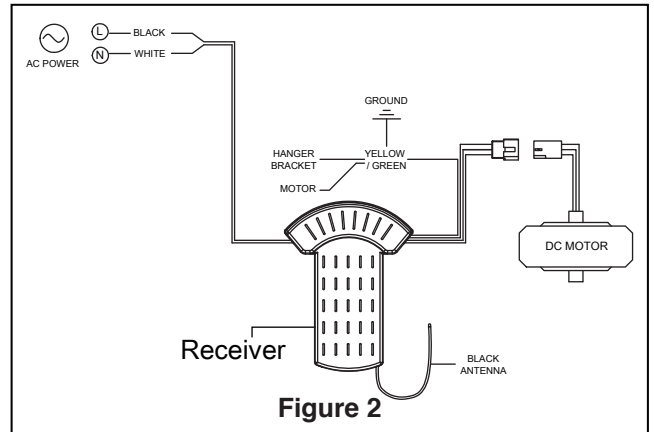 L
BLACK
N
WHITE
AC POWER
GROUND
HANGER
BRACKET
YELLOW
/ GREEN
MOTOR
DC MOTOR
Receiver
BLACK
ANTENNA
Figure 2